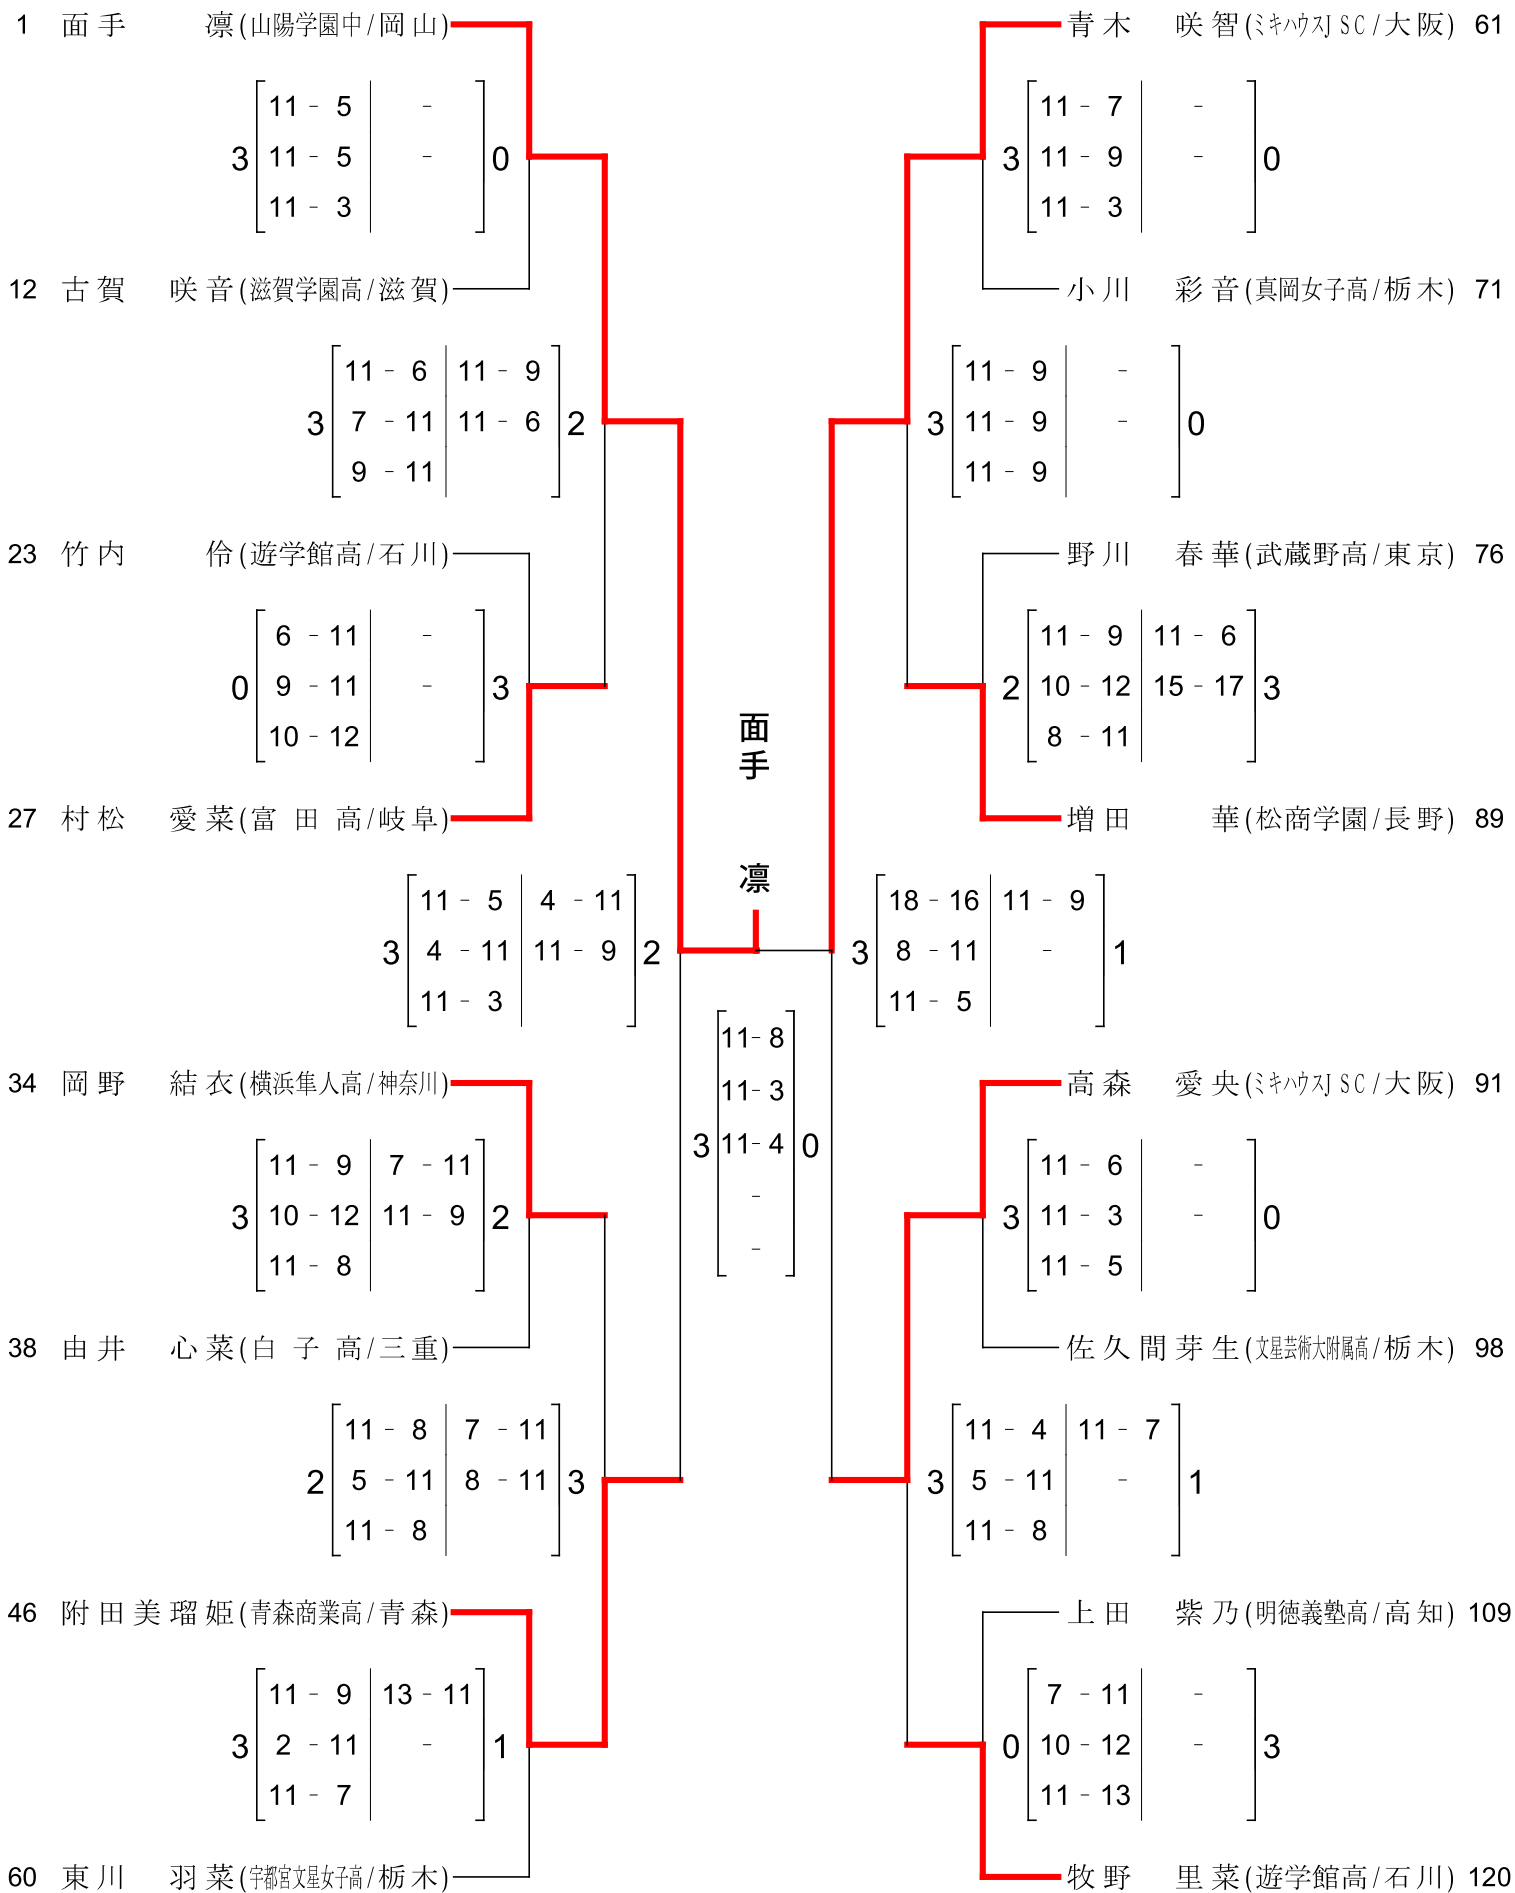 1 面手 凛(山陽学園中/岡山) 青木 咲智(ミキハウスJSC/大阪) 61
11 - 5 - 11 - 7 -
3 11 - 5 - 0 3 11 - 9 - 0
11 - 3 11 - 3
12 古賀 咲音(滋賀学園高/滋賀) 小川 彩音(真岡女子高/栃木) 71
11 - 6 11 - 9 11 - 9 -
3 7 - 11 11 - 6 2 3 11 - 9 - 0
9 - 11 11 - 9
23 竹内 伶(遊学館高/石川) 野川 春華(武蔵野高/東京) 76
6 - 11 - 11 - 9 11 - 6
0 9 - 11 - 3 2 10 - 12 15 - 17 3
10 - 12 8 - 11
面手 凛
27 村松 愛菜(富田高/岐阜) 増田 華(松商学園/長野) 89
11 - 5 4 - 11 18 - 16 11 - 9
3 4 - 11 11 - 9 2 3 8 - 11 - 1
11 - 3 11 - 5
11 - 8
11 - 3
3 11 - 4 0
-
-
34 岡野 結衣(横浜隼人高/神奈川) 高森 愛央(ミキハウスJSC/大阪) 91
11 - 9 7 - 11 11 - 6 -
3 10 - 12 11 - 9 2 3 11 - 3 - 0
11 - 8 11 - 5
38 由井 心菜(白子高/三重) 佐久間芽生(文星芸術大附属高/栃木) 98
11 - 8 7 - 11 11 - 4 11 - 7
2 5 - 11 8 - 11 3 3 5 - 11 - 1
11 - 8 11 - 8
46 附田美瑠姫(青森商業高/青森) 上田 紫乃(明徳義塾高/高知) 109
11 - 9 13 - 11 7 - 11 -
3 2 - 11 - 1 0 10 - 12 - 3
11 - 7 11 - 13
60 東川 羽菜(宇都宮文星女子高/栃木) 牧野 里菜(遊学館高/石川) 120